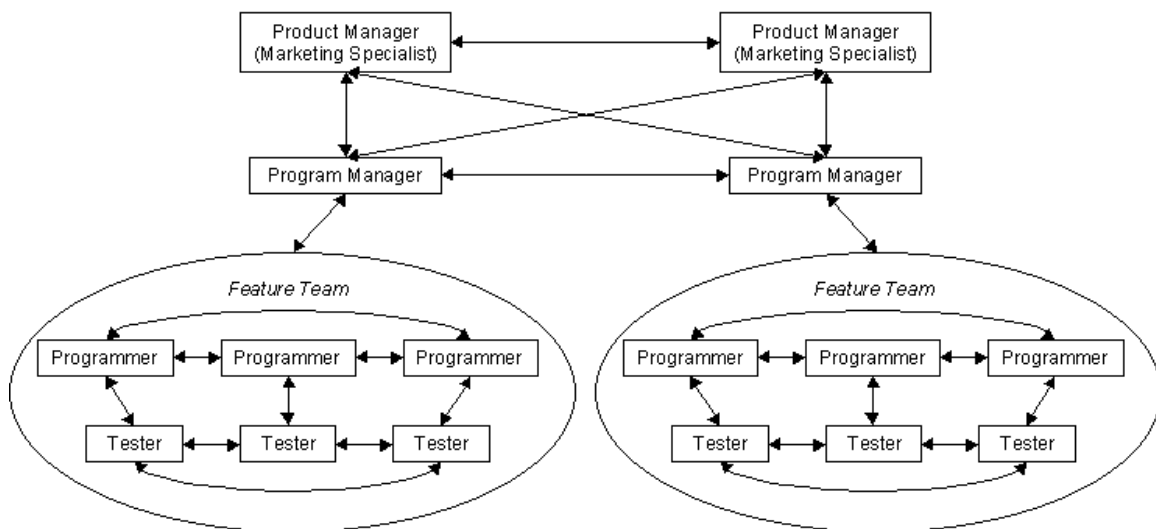 Product Manager
(Marketing Specialist)
Product Manager
(Marketing Specialist)
Program Manager
Program Manager
Feature Team
Feature Team
Programmer
Programmer
Programmer
Programmer
Programmer
Programmer
Tester
Tester
Tester
Tester
Tester
Tester